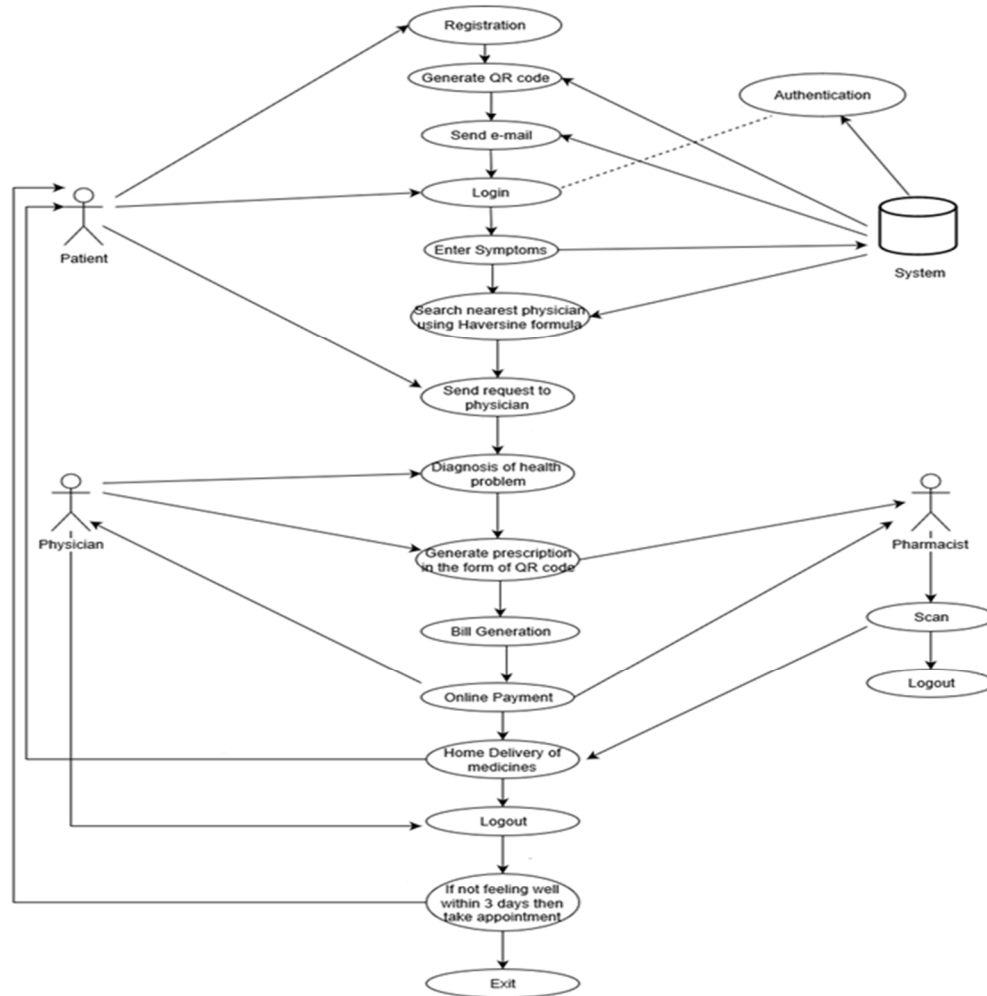 Registration
Generate QR code
Authentication
Send e-mail
Login
Patient
Enter Symptoms
System
Search nearest physician
using Haversine formula
Send request to
physician
Diagnosis of health
problem
Physician
Pharmacist
Generate prescription
in the form of QR code
Bill Generation
Scan
Online Payment
Logout
Home Delivery of
medicines
Logout
If not feeling well
within 3 days then
take appointment
Exit